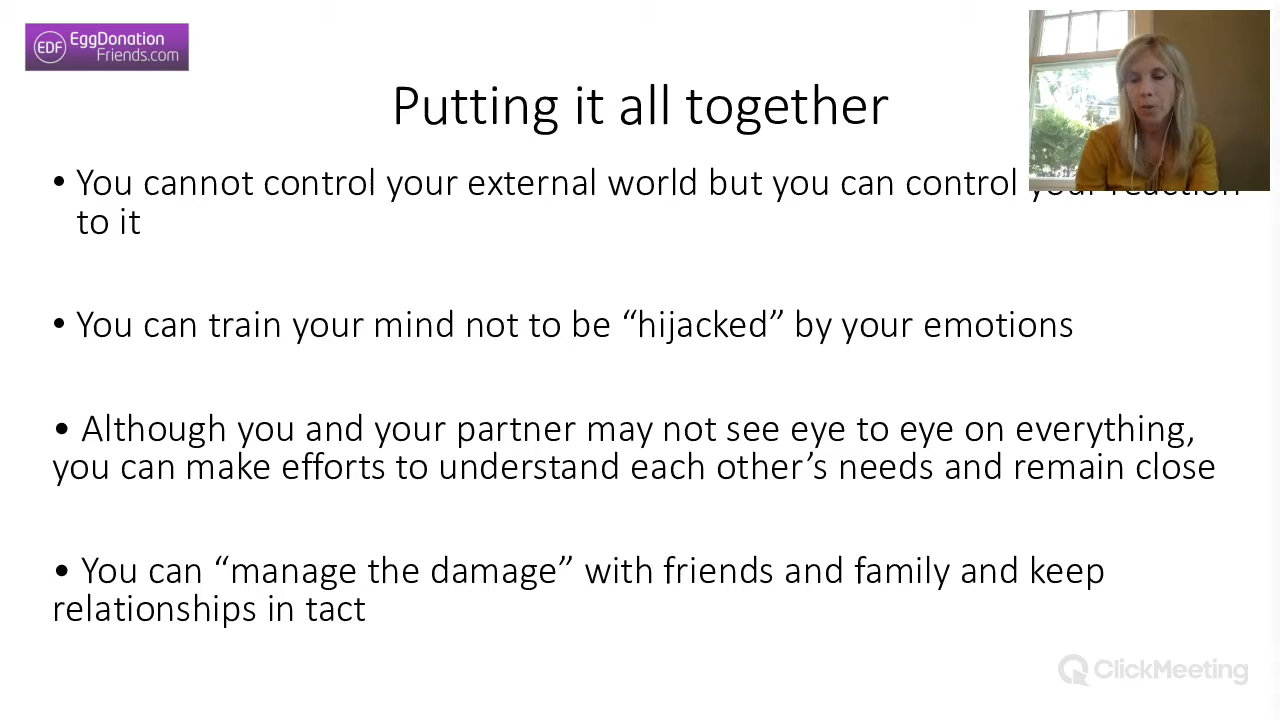 EDF EggDonation
Friends.com
Putting it all together
• You cannot control your external world but you can control your reaction
to it
• You can train your mind not to be “hijacked” by your emotions
• Although you and your partner may not see eye to eye on everything,
you can make efforts to understand each other’s needs and remain close
• You can “manage the damage” with friends and family and keep
relationships in tact
ClickMeeting